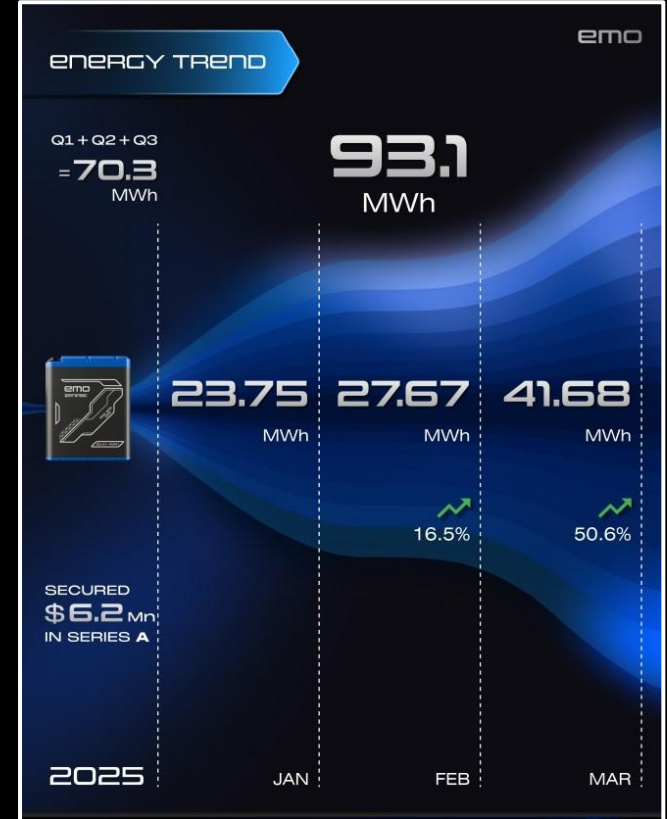 emo
ENERGY TREND
Q1+Q2+Q3
=70.3
MWh
93.1
MWh
emo
23.75
MWh
27.67
MWh
41.68
MWh
16.5%
50.6%
SECURED
$6.2 Mn
IN SERIES A
2025
JAN
FEB
MAR